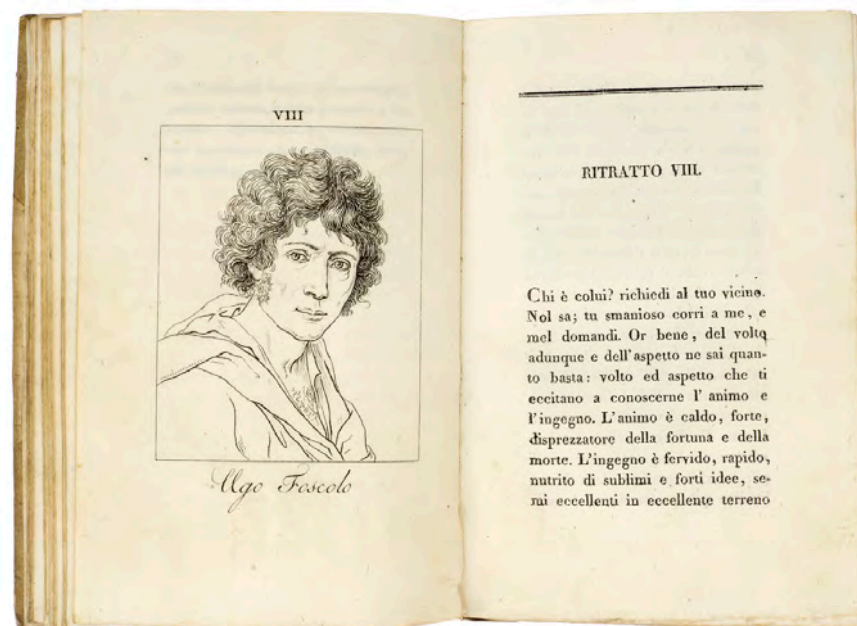 VIII
Ugo Foscolo
RITRATTO VIII.
Chi è colui? richiedi al tuo vicino.
Nol sa; tu smanioso corri a me, e
mel domandi. Or bene, del volto
adunque e dell'aspetto ne sai quan-
to basta: volto ed aspetto che ti
eccitano a conoscerne l'animo e
l'ingegno. L'animo è caldo, forte,
disprezzatore della fortuna e della
morte. L'ingegno è fervido, rapido,
nutrito di sublimi e forti idee, se-
mi eccellenti in eccellente terreno